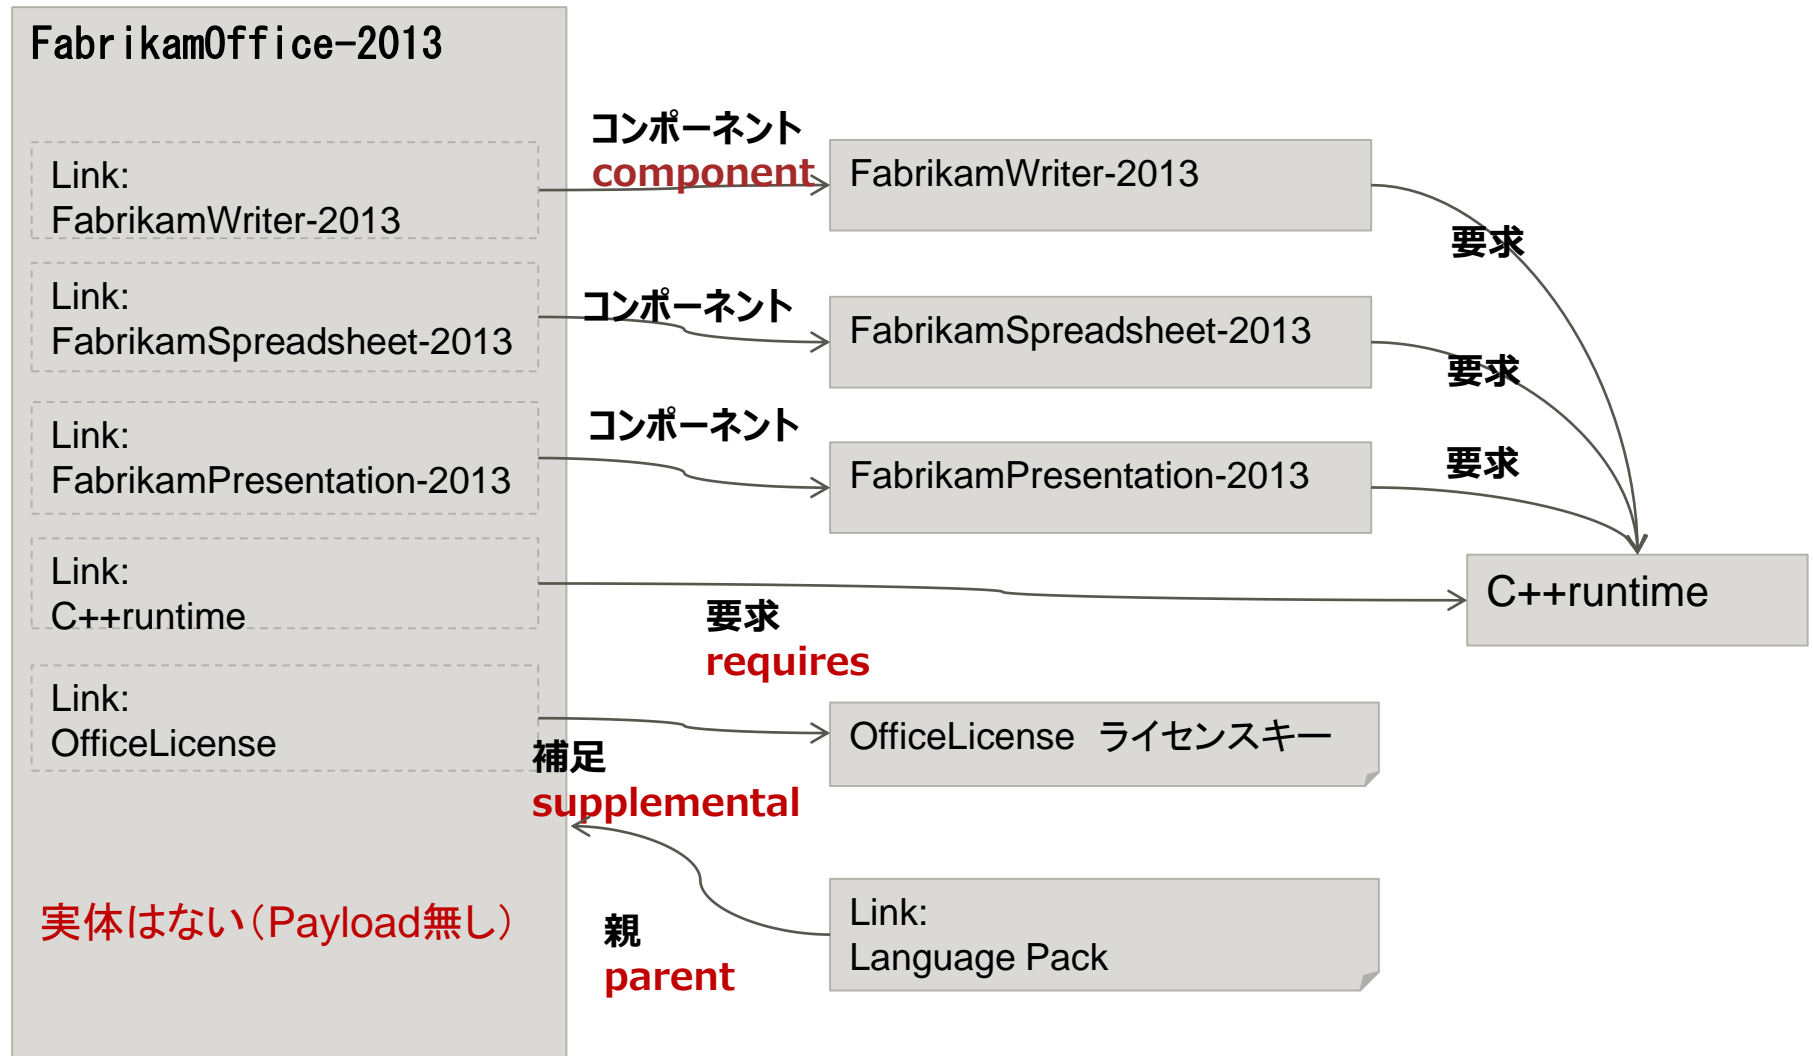 FabrikamOffice-2013
Link:
FabrikamWriter-2013
コンポーネント
component
FabrikamWriter-2013
要求
Link:
FabrikamSpreadsheet-2013
コンポーネント
FabrikamSpreadsheet-2013
要求
Link:
FabrikamPresentation-2013
コンポーネント
FabrikamPresentation-2013
要求
Link:
C++runtime
要求
requires
C++runtime
Link:
OfficeLicense
補足
supplemental
OfficeLicense ライセンスキー
実体はない（Payload無し）
親
parent
Link:
Language Pack